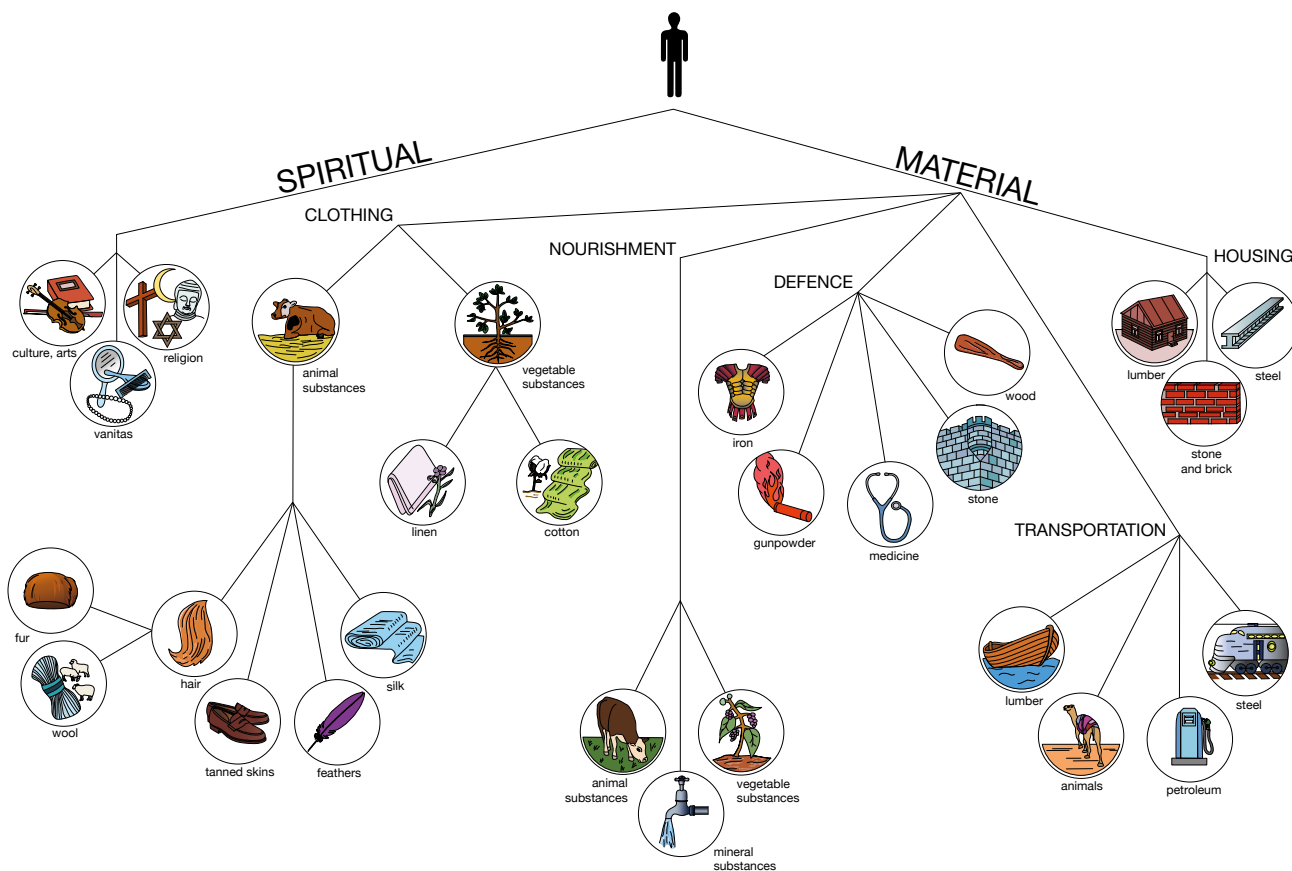 SPIRITUAL
MATERIAL
CLOTHING
NOURISHMENT
DEFENCE
HOUSING
culture, arts
religion
vanitas
animal
substances
vegetable
substances
linen
cotton
fur
wool
hair
tanned skins
feathers
silk
animal
substances
vegetable
substances
mineral
substances
iron
gunpowder
medicine
stone
wood
lumber
steel
stone
and brick
TRANSPORTATION
lumber
animals
petroleum
steel